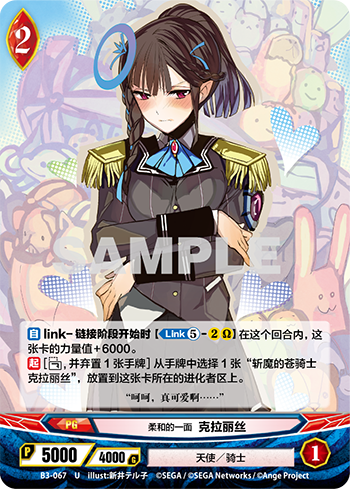 2
SAMPLE
自 link- 链接阶段开始时【Link ⑤-② Ω】在这个回合内，这
张卡的力量值+6000。
起 [   ，并弃置1张手牌] 从手牌中选择1张“斩魔的苍骑士
克拉丽丝”，放置到这张卡所在的进化者区上。
“呵呵，真可爱啊……”
PG 柔和的一面 克拉丽丝
P 5000 / 4000 G 天使／骑士 1
B3-067 U illust:新井テル子 ©SEGA / ©SEGA Networks / ©Ange Project